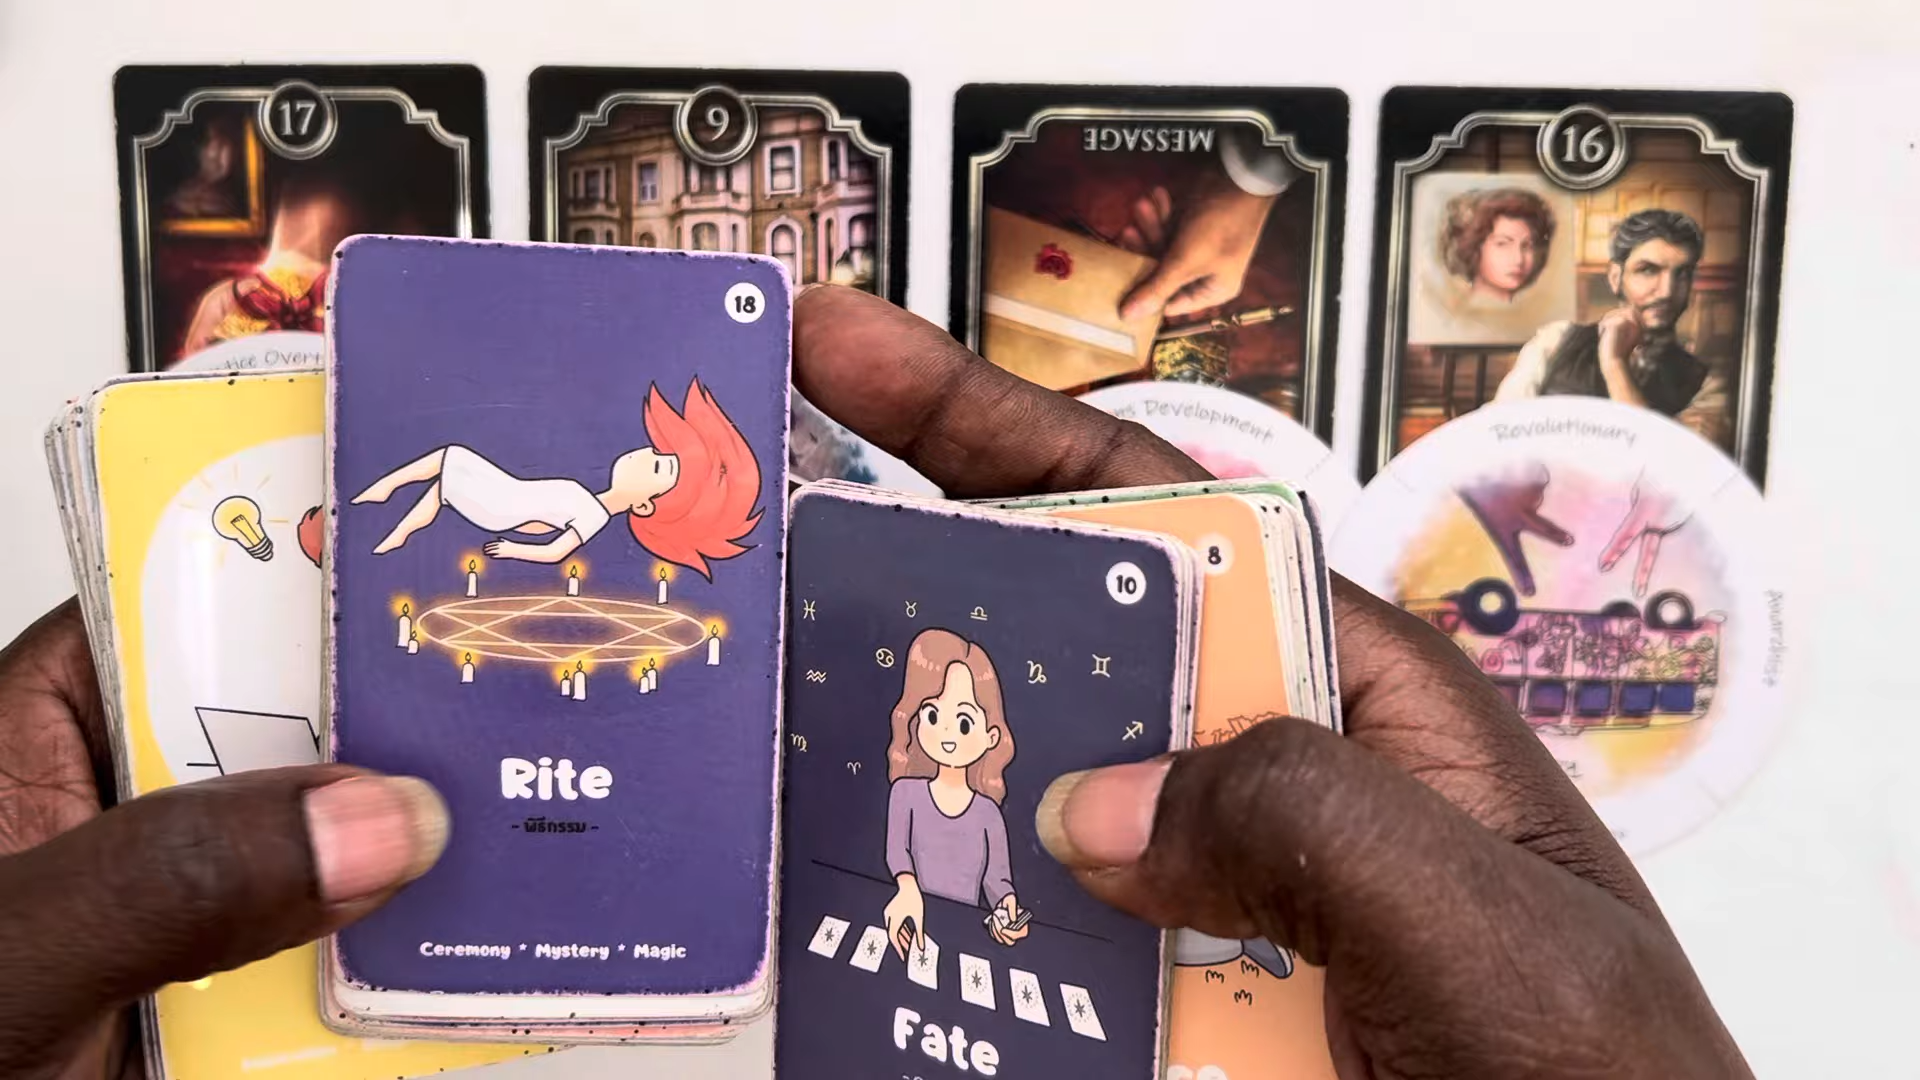 17
9
MESSAGE
16
18
Development
Revolutionary
10
8
Rite
- พิธีกรรม -
Ceremony * Mystery * Magic
Fate